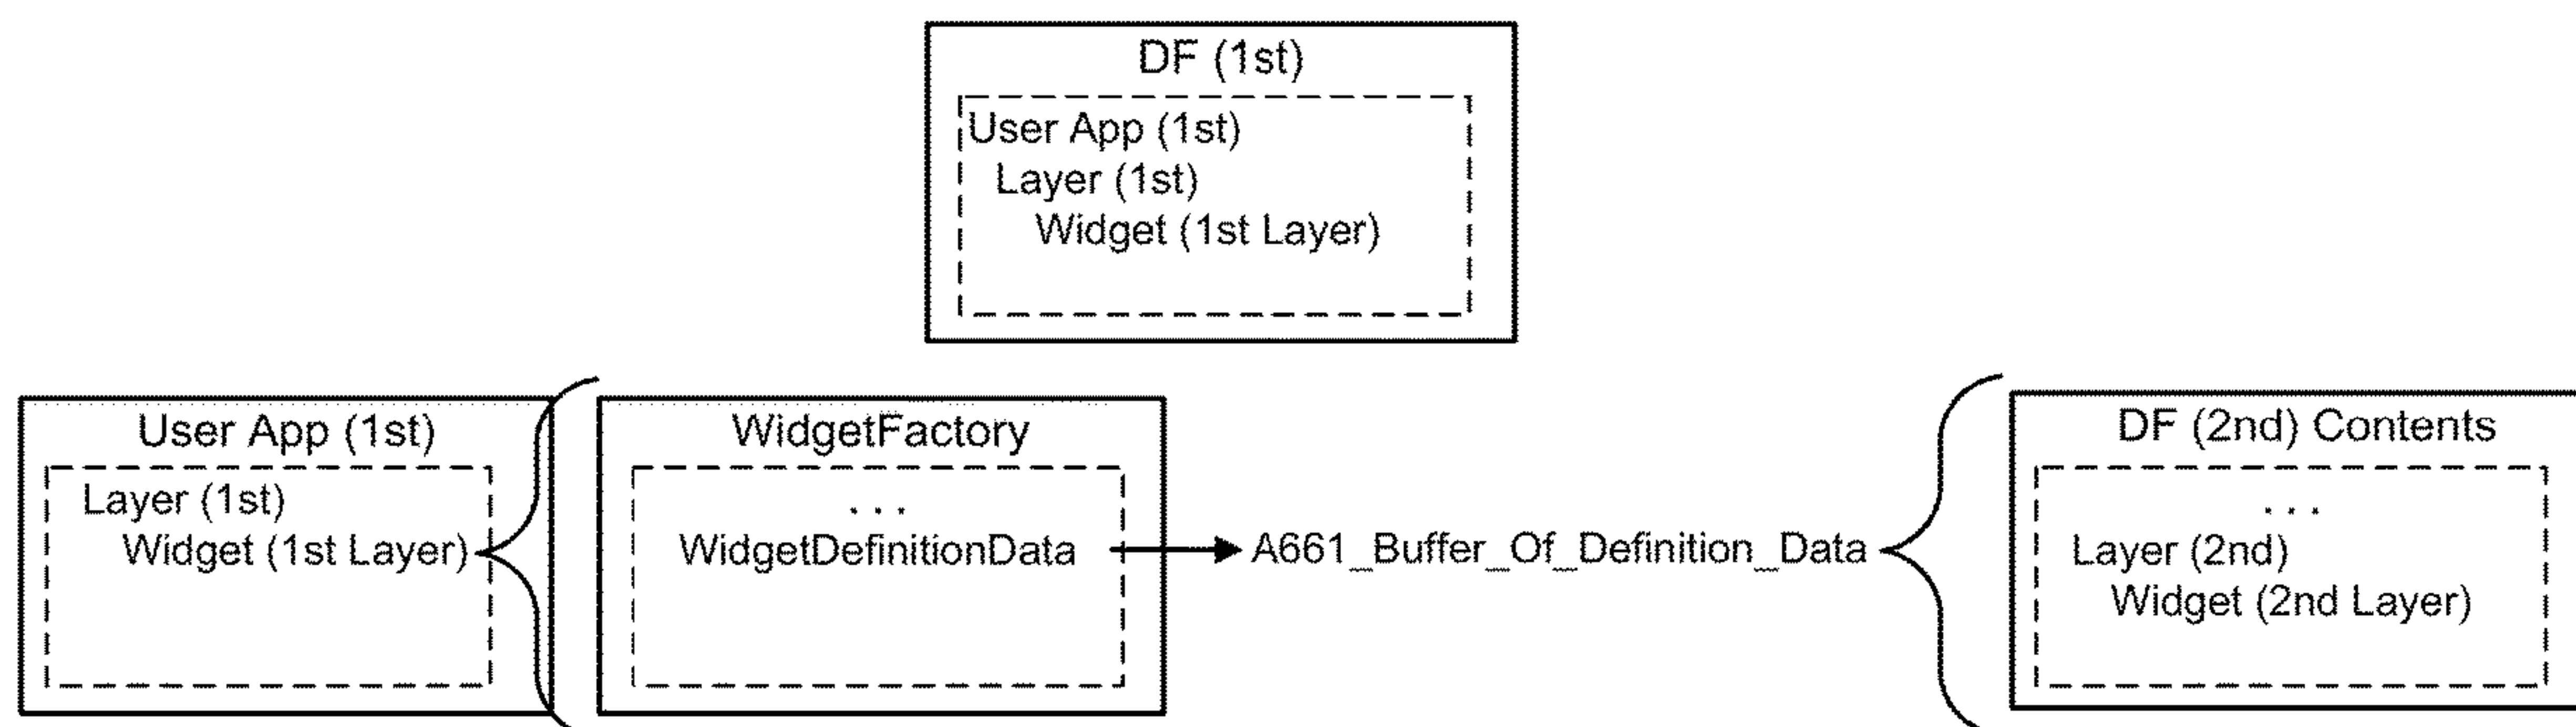 DF (1st)
User App (1st)
Layer (1st)
Widget (1st Layer)
User App (1st)
Layer (1st)
Widget (1st Layer)
WidgetFactory
. . .
WidgetDefinitionData
A661_Buffer_Of_Definition_Data
DF (2nd) Contents
. . .
Layer (2nd)
Widget (2nd Layer)